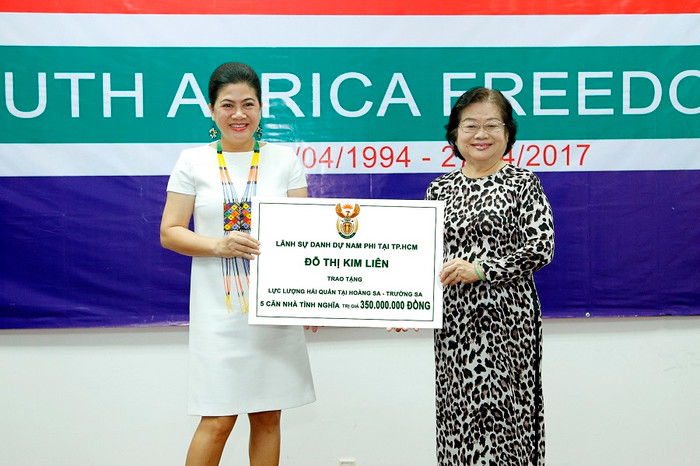 UTH AFRICA FREEDO
/04/1994 - 2 /04/2017
LÃNH SỰ DANH DỰ NAM PHI TẠI TP.HCM
ĐỖ THỊ KIM LIÊN
TRAO TẶNG
LỰC LƯỢNG HẢI QUÂN TẠI HOÀNG SA - TRƯỜNG SA
5 CĂN NHÀ TÌNH NGHĨA TRỊ GIÁ 350.000.000 ĐỒNG